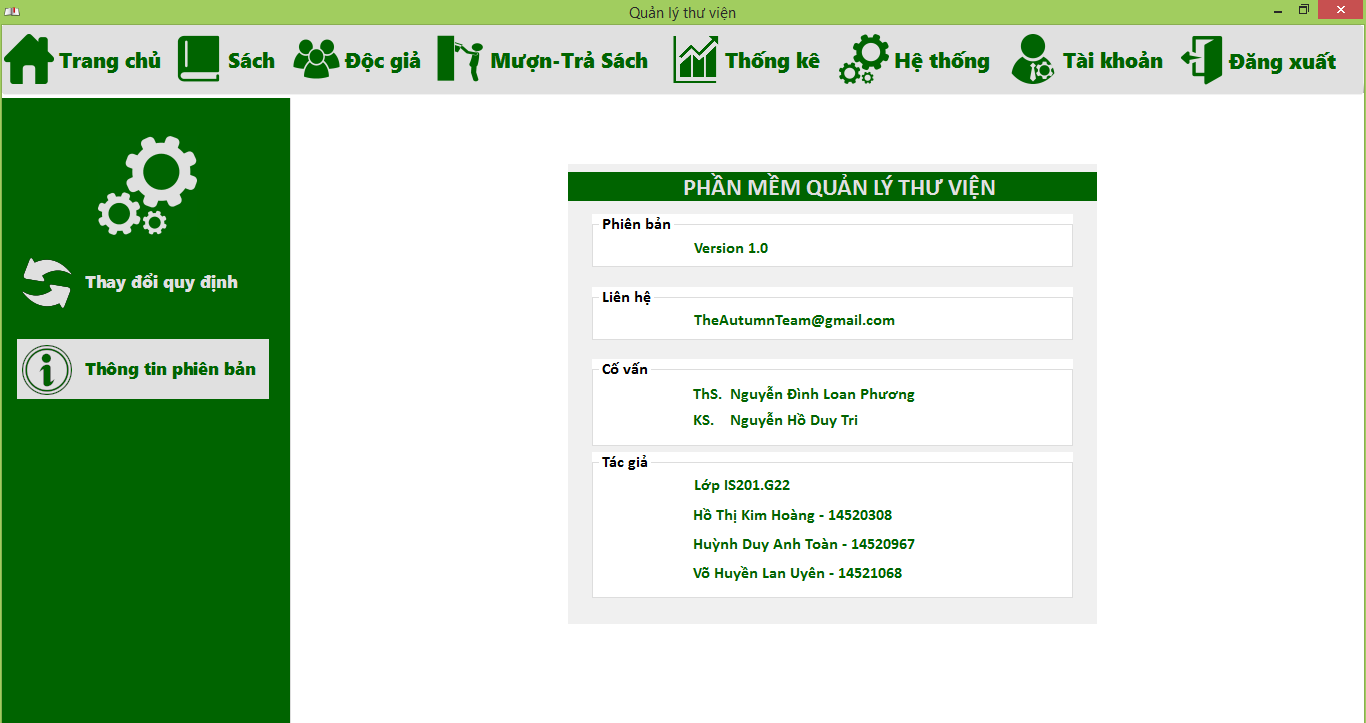 Quản lý thư viện
Trang chủ Sách Độc giả Mượn-Trả Sách Thống kê Hệ thống Tài khoản Đăng xuất
Thay đổi quy định
Thông tin phiên bản
PHẦN MỀM QUẢN LÝ THƯ VIỆN
Phiên bản
Version 1.0
Liên hệ
TheAutumnTeam@gmail.com
Cố vấn
ThS. Nguyễn Đình Loan Phương
KS. Nguyễn Hồ Duy Tri
Tác giả
Lớp IS201.G22
Hồ Thị Kim Hoàng - 14520308
Huỳnh Duy Anh Toàn - 14520967
Võ Huyền Lan Uyên - 14521068